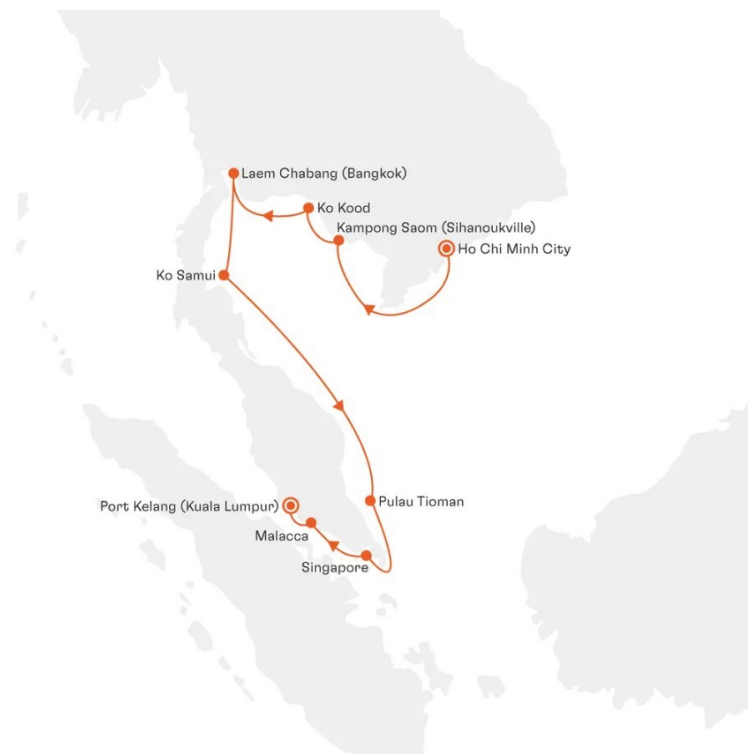 Laem Chabang (Bangkok)
Ko Kood
Kampong Saom (Sihanoukville)
Ho Chi Minh City
Ko Samui
Pulau Tioman
Port Kelang (Kuala Lumpur)
Malacca
Singapore